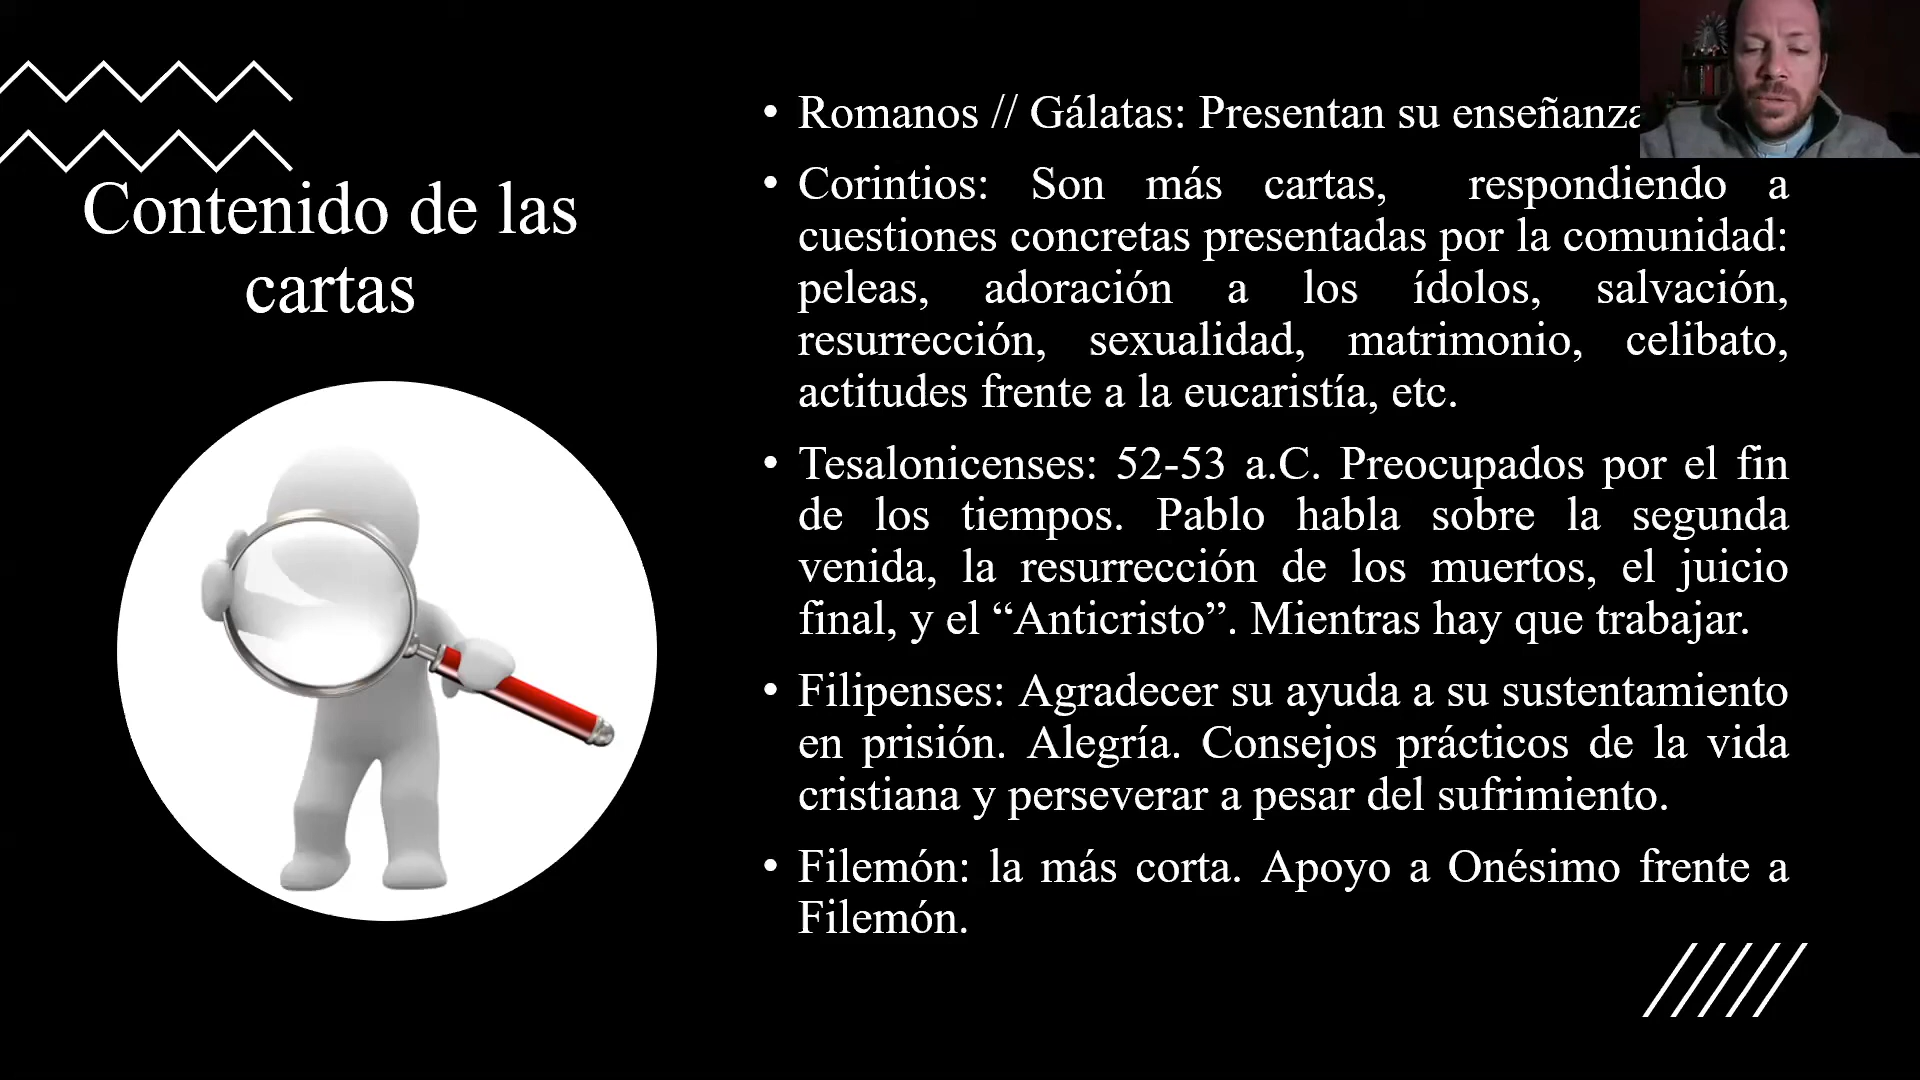 Contenido de las
cartas
• Romanos // Gálatas: Presentan su enseñanza
• Corintios: Son más cartas, respondiendo a
cuestiones concretas presentadas por la comunidad:
peleas, adoración a los ídolos, salvación,
resurrección, sexualidad, matrimonio, celibato,
actitudes frente a la eucaristía, etc.
• Tesalonicenses: 52-53 a.C. Preocupados por el fin
de los tiempos. Pablo habla sobre la segunda
venida, la resurrección de los muertos, el juicio
final, y el “Anticristo”. Mientras hay que trabajar.
• Filipenses: Agradecer su ayuda a su sustentamiento
en prisión. Alegría. Consejos prácticos de la vida
cristiana y perseverar a pesar del sufrimiento.
• Filemón: la más corta. Apoyo a Onésimo frente a
Filemón.